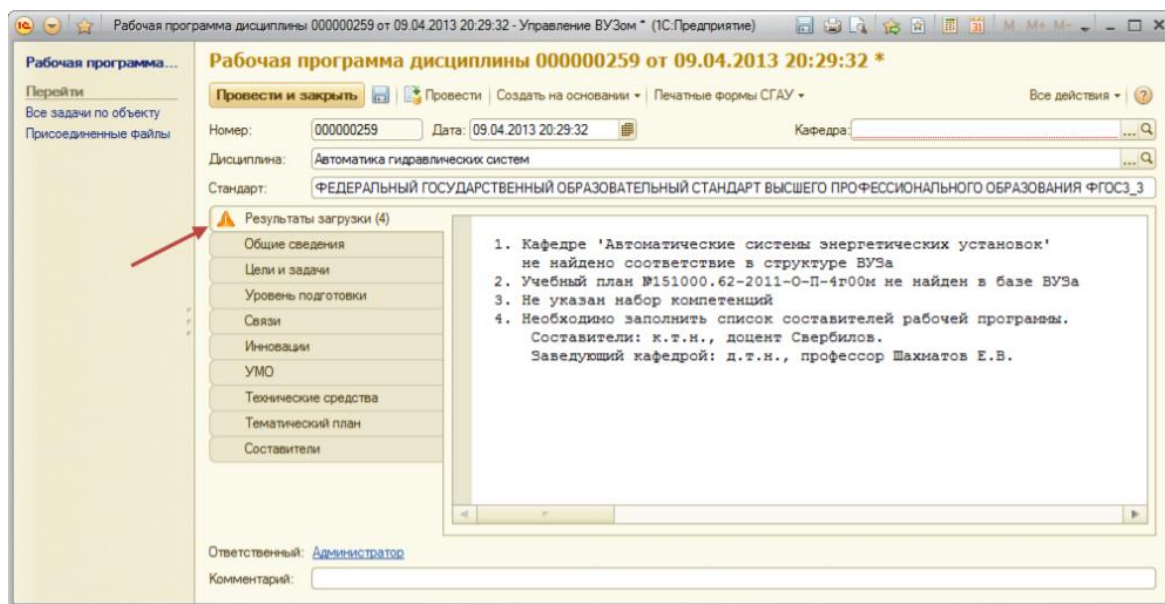 Рабочая программа дисциплины 000000259 от 09.04.2013 20:29:32 - Управление ВУЗом * (1С:Предприятие)
M M+ M-
Рабочая программа...
Перейти
Все задачи по объекту
Присоединенные файлы
Рабочая программа дисциплины 000000259 от 09.04.2013 20:29:32 *
Провести и закрыть Провести Создать на основании Печатные формы СГАУ Все действия
Номер: 000000259 Дата: 09.04.2013 20:29:32 Кафедра: ...
Дисциплина: Автоматика гидравлических систем ...
Стандарт: ФЕДЕРАЛЬНЫЙ ГОСУДАРСТВЕННЫЙ ОБРАЗОВАТЕЛЬНЫЙ СТАНДАРТ ВЫСШЕГО ПРОФЕССИОНАЛЬНОГО ОБРАЗОВАНИЯ ФГОС3_3
Результаты загрузки (4)
Общие сведения
Цели и задачи
Уровень подготовки
Связи
Инновации
УМО
Технические средства
Тематический план
Составители
1. Кафедре 'Автоматические системы энергетических установок'
не найдено соответствие в структуре ВУЗа
2. Учебный план №151000.62-2011-О-П-4г00м не найден в базе ВУЗа
3. Не указан набор компетенций
4. Необходимо заполнить список составителей рабочей программы.
Составители: к.т.н., доцент Свербилов.
Заведующий кафедрой: д.т.н., профессор Шахматов Е.В.
Ответственный: Администратор
Комментарий: